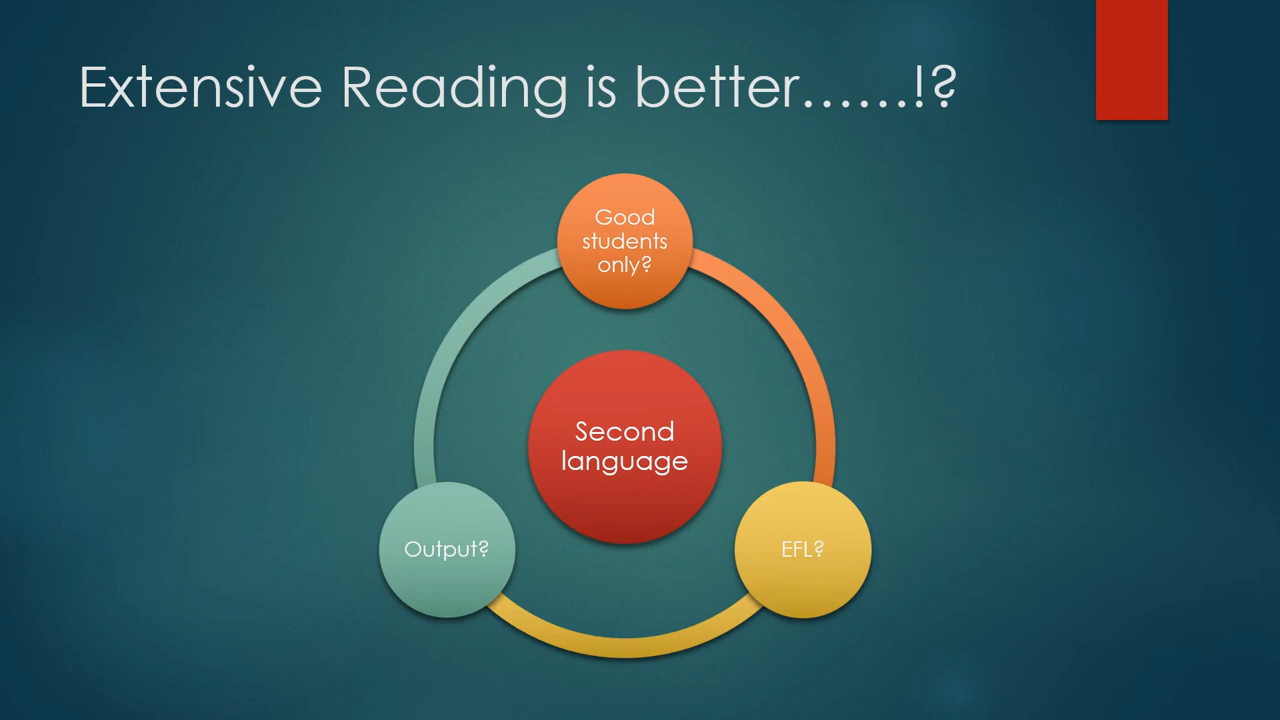 Extensive Reading is better……!?
Good
students
only?
Second
language
Output?
EFL?